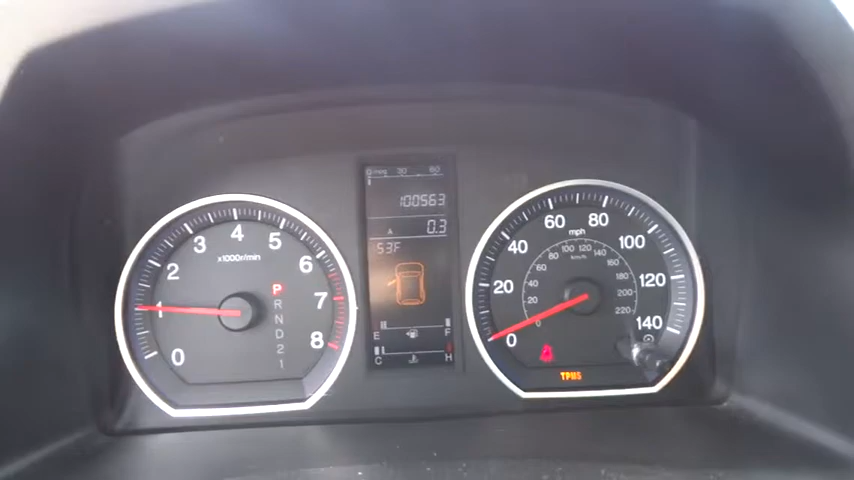 0 1 2 3 4 5 6 7 8
x1000r/min
P
R
N
D
2
1
0 mpg 30 60
100563
A 0.3
53F
E F
C H
0 20 40 60 80 100 120 140
mph
0 20 40 60 80 100 120 140 160 180 200 220
km/h
TPMS